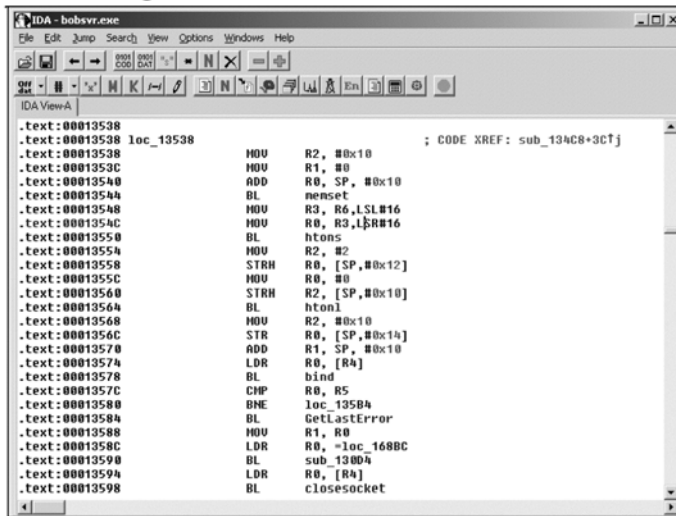 IDA - bobsvr.exe
File Edit Jump Search View Options Windows Help
IDA View-A
.text:00013538
.text:00013538 loc_13538 ; CODE XREF: sub_134C8+3C↑j
.text:00013538 MOV R2, #0x10
.text:0001353C MOV R1, #0
.text:00013540 ADD R0, SP, #0x10
.text:00013544 BL memset
.text:00013548 MOV R3, R6,LSL#16
.text:0001354C MOV R0, R3,LSR#16
.text:00013550 BL htons
.text:00013554 MOV R2, #2
.text:00013558 STRH R0, [SP,#0x12]
.text:0001355C MOV R0, #0
.text:00013560 STRH R2, [SP,#0x10]
.text:00013564 BL htonl
.text:00013568 MOV R2, #0x10
.text:0001356C STR R0, [SP,#0x14]
.text:00013570 ADD R1, SP, #0x10
.text:00013574 LDR R0, [R4]
.text:00013578 BL bind
.text:0001357C CMP R0, R5
.text:00013580 BNE loc_135B4
.text:00013584 BL GetLastError
.text:00013588 MOV R1, R0
.text:0001358C LDR R0, =loc_168BC
.text:00013590 BL sub_130D4
.text:00013594 LDR R0, [R4]
.text:00013598 BL closesocket